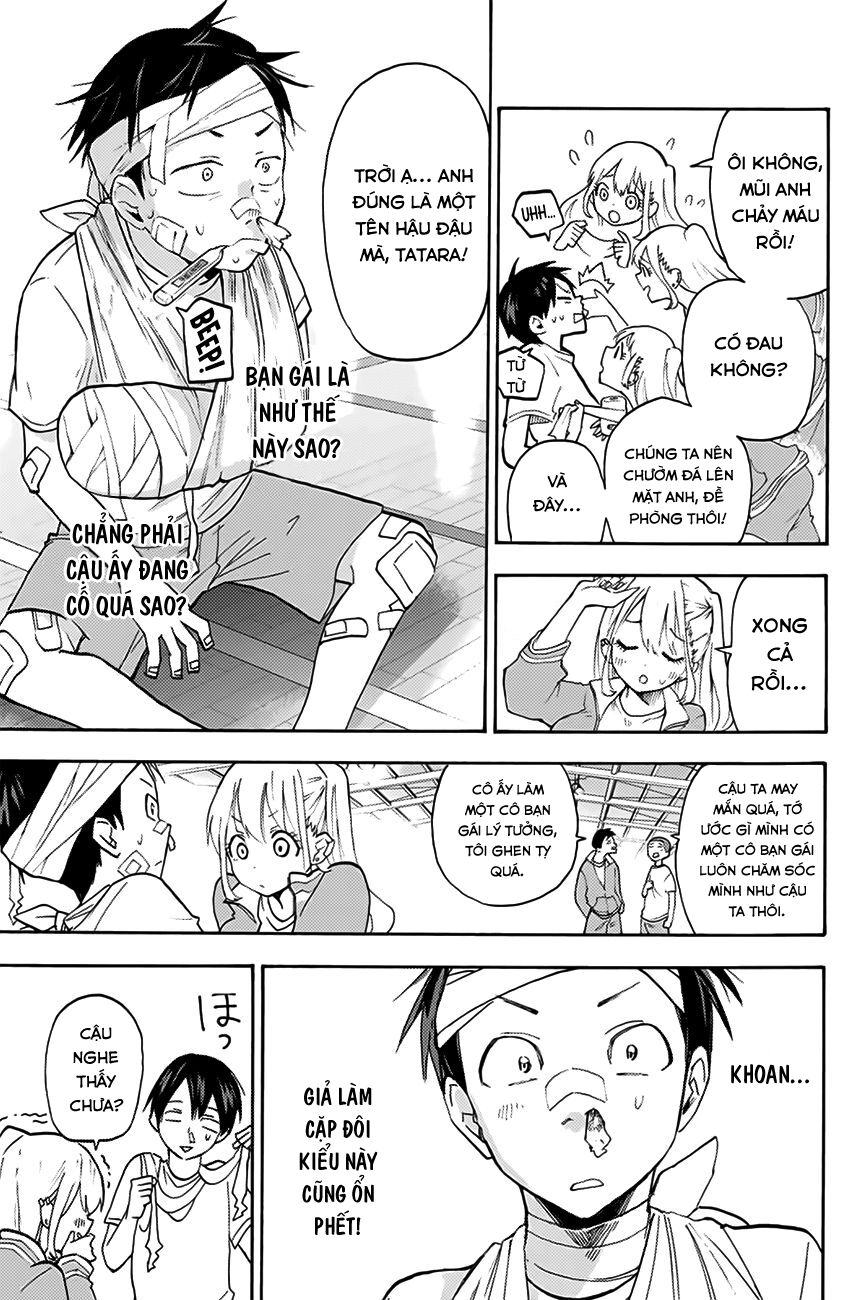 ÔI KHÔNG,
MŨI ANH
CHẢY MÁU
RỒI!
UHH...
CÓ ĐAU
KHÔNG?
TỪ
TỪ
CHÚNG TA NÊN
CHƯỜM ĐÁ LÊN
MẶT ANH, ĐỀ
PHÒNG THÔI!
VÀ
ĐÂY...
XONG
CẢ
RỒI...
TRỜI Ạ... ANH
ĐÚNG LÀ MỘT
TÊN HẬU ĐẬU
MÀ, TATARA!
BEEP!
BẠN GÁI LÀ
NHƯ THẾ
NÀY SAO?
CHẲNG PHẢI
CẬU ẤY ĐANG
CỐ QUÁ SAO?
CẬU TA MAY
MẮN QUÁ, TỚ
ƯỚC GÌ MÌNH CÓ
MỘT CÔ BẠN GÁI
LUÔN CHĂM SÓC
MÌNH NHƯ CẬU
TA THÔI.
CÔ ẤY LÀM
MỘT CÔ BẠN
GÁI LÝ TƯỞNG,
TÔI GHEN TỴ
QUÁ.
KHOAN...
GIẢ LÀM
CẶP ĐÔI
KIỂU NÀY
CŨNG ỔN
PHẾT!
ほっ
CẬU
NGHE
THẤY
CHƯA?